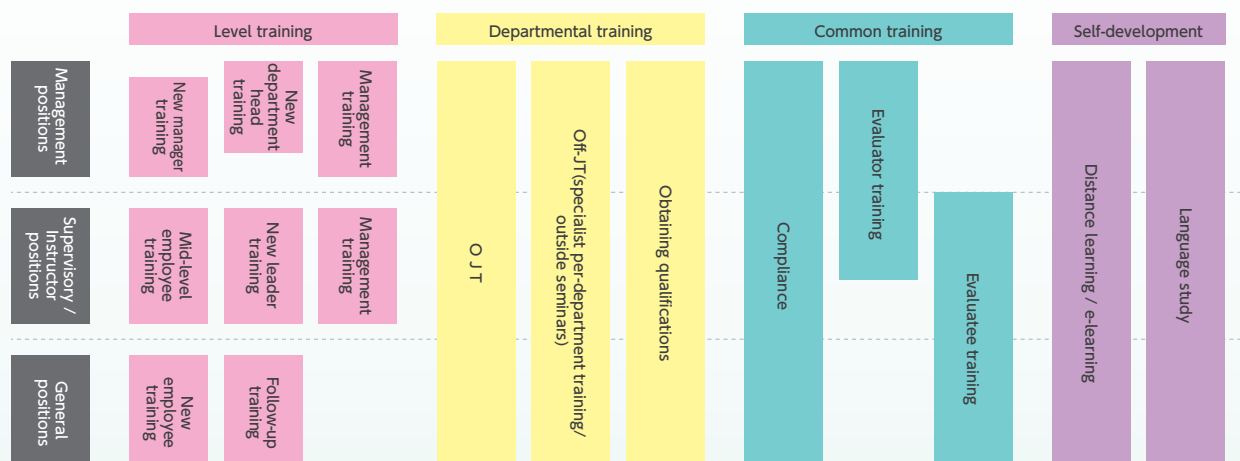 Level training
Departmental training
Common training
Self-development
Management
positions
New manager
training
New
department
head
training
Management
training
Supervisory /
Instructor
positions
Mid-level
employee
training
New leader
training
Management
training
General
positions
New
employee
training
Follow-up
training
O J T
Off-JT(specialist per-department training/
outside seminars)
Obtaining qualifications
Compliance
Evaluator training
Evaluatee training
Distance learning / e-learning
Language study